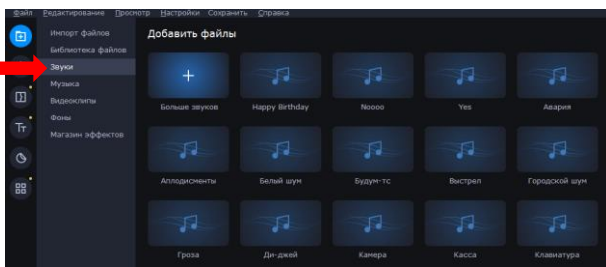 Файл Редактирование Просмотр Настройки Сохранить Справка
Импорт файлов
Библиотека файлов
Звуки
Музыка
Видеоклипы
Фоны
Магазин эффектов
Добавить файлы
Больше звуков Happy Birthday Noooo Yes Авария
Аплодисменты Белый шум Будум-тс Выстрел Городской шум
Гроза Ди-джей Камера Касса Клавиатура
Тт